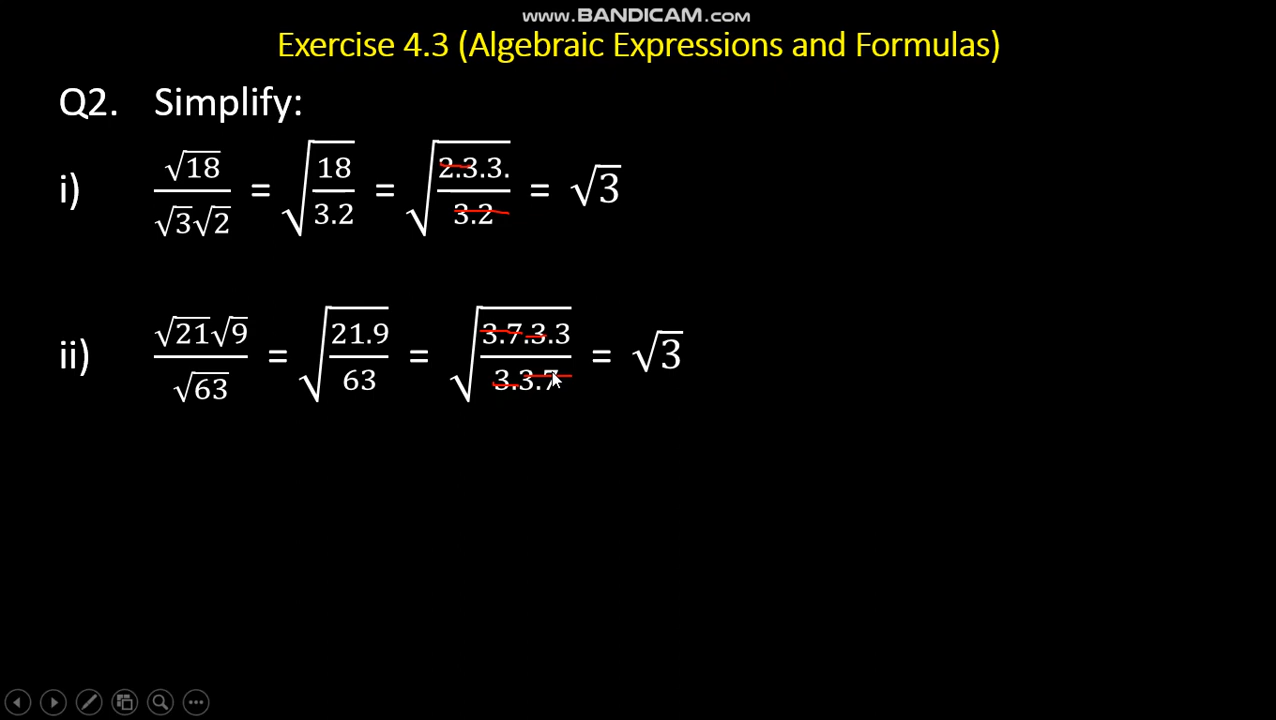 www.BANDICAM.com
Exercise 4.3 (Algebraic Expressions and Formulas)
Q2. Simplify:
i) √18 / √3√2 = √(18 / 3.2) = √(2.3.3. / 3.2) = √3
ii) √21√9 / √63 = √(21.9 / 63) = √(3.7.3.3 / 3.3.7) = √3